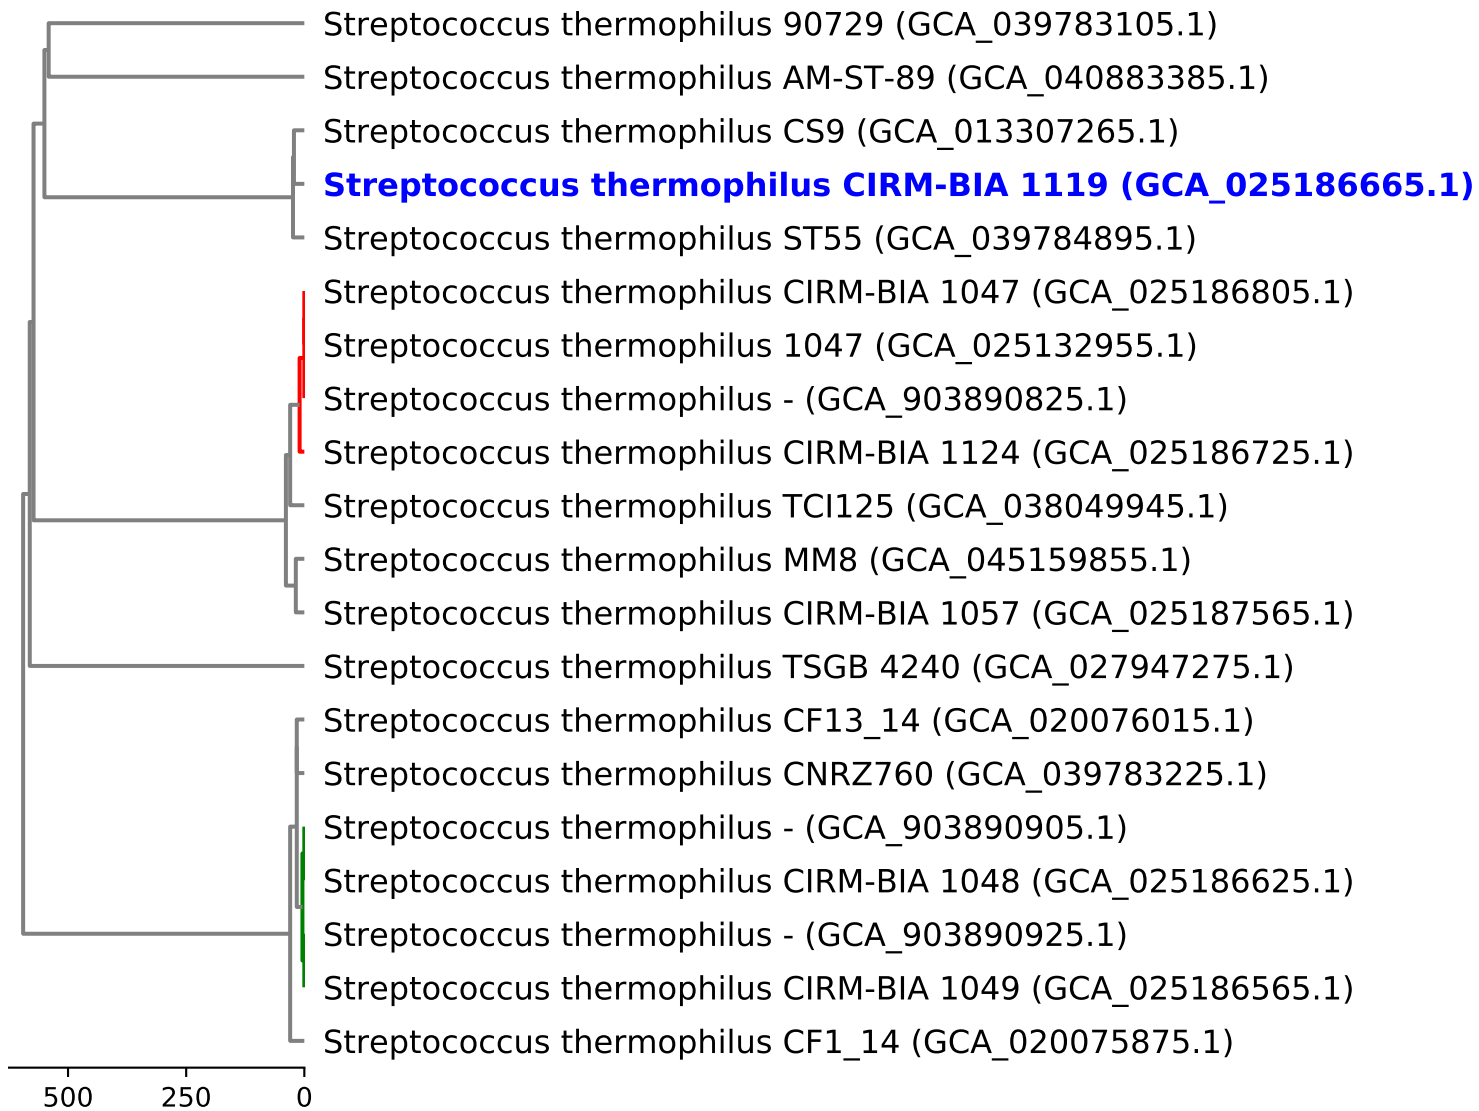 Streptococcus thermophilus 90729 (GCA_039783105.1)
Streptococcus thermophilus AM-ST-89 (GCA_040883385.1)
Streptococcus thermophilus CS9 (GCA_013307265.1)
Streptococcus thermophilus CIRM-BIA 1119 (GCA_025186665.1)
Streptococcus thermophilus ST55 (GCA_039784895.1)
Streptococcus thermophilus CIRM-BIA 1047 (GCA_025186805.1)
Streptococcus thermophilus 1047 (GCA_025132955.1)
Streptococcus thermophilus - (GCA_903890825.1)
Streptococcus thermophilus CIRM-BIA 1124 (GCA_025186725.1)
Streptococcus thermophilus TCI125 (GCA_038049945.1)
Streptococcus thermophilus MM8 (GCA_045159855.1)
Streptococcus thermophilus CIRM-BIA 1057 (GCA_025187565.1)
Streptococcus thermophilus TSGB 4240 (GCA_027947275.1)
Streptococcus thermophilus CF13_14 (GCA_020076015.1)
Streptococcus thermophilus CNRZ760 (GCA_039783225.1)
Streptococcus thermophilus - (GCA_903890905.1)
Streptococcus thermophilus CIRM-BIA 1048 (GCA_025186625.1)
Streptococcus thermophilus - (GCA_903890925.1)
Streptococcus thermophilus CIRM-BIA 1049 (GCA_025186565.1)
Streptococcus thermophilus CF1_14 (GCA_020075875.1)
500 250 0